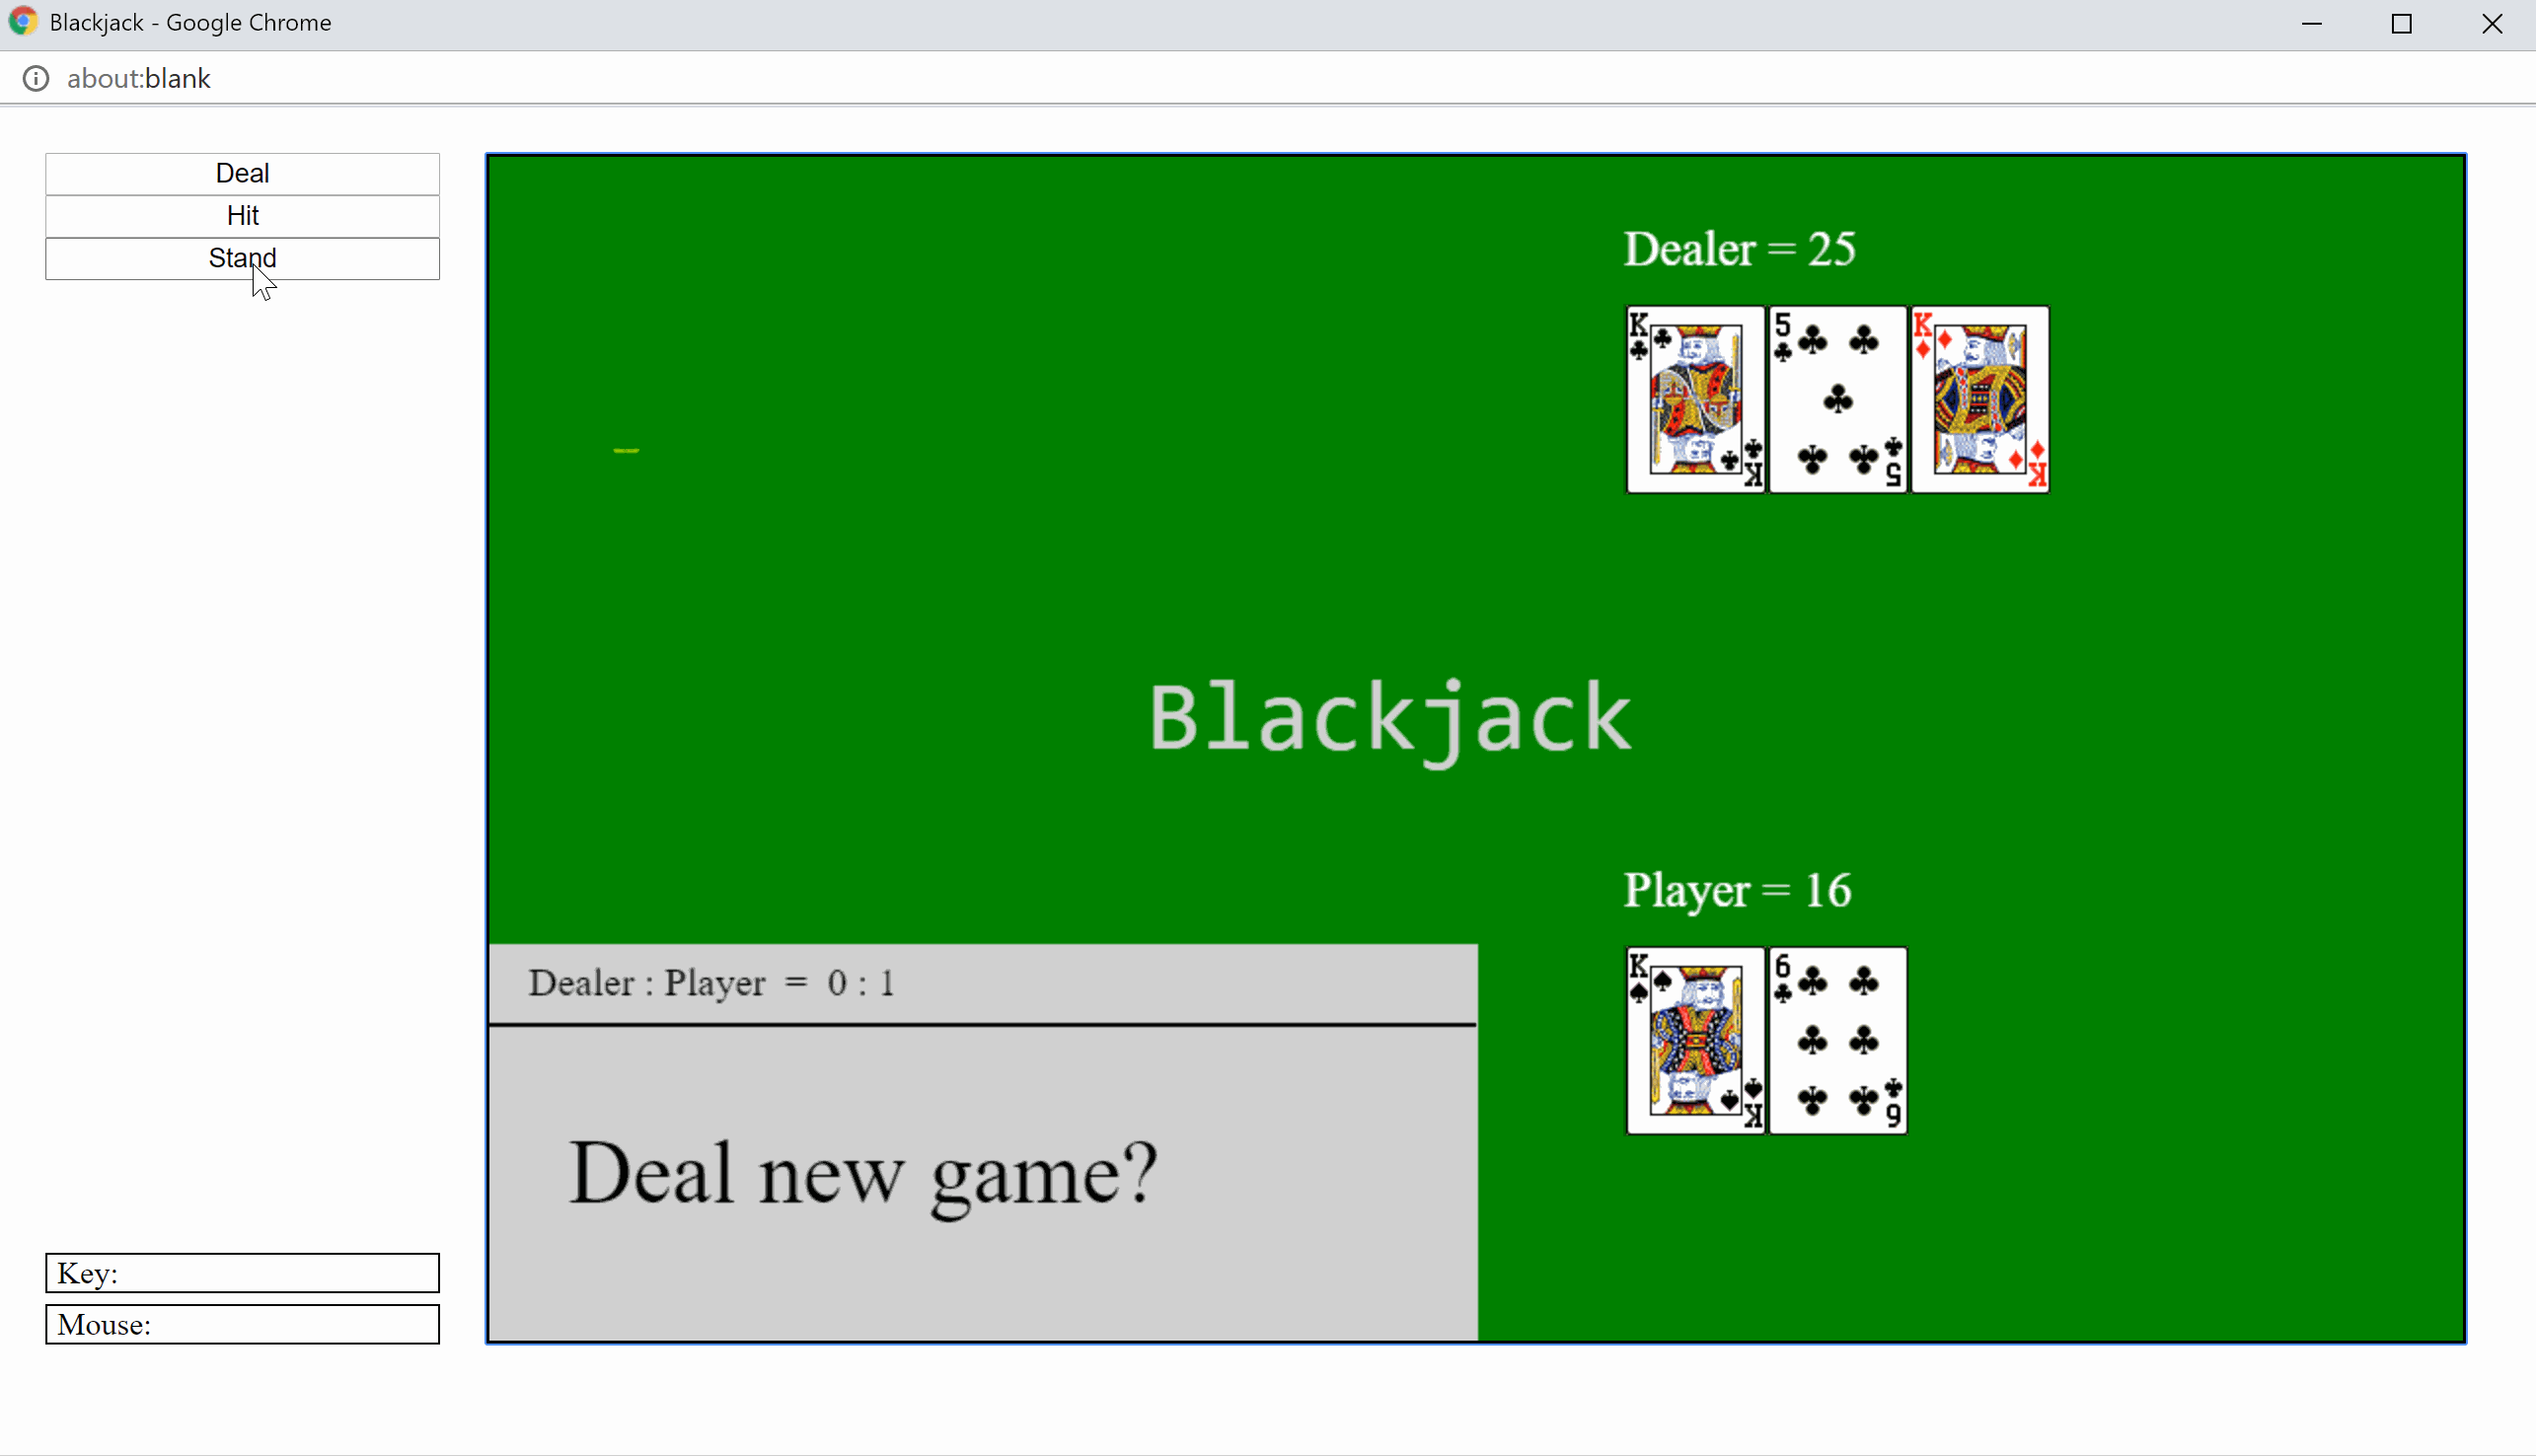 Blackjack - Google Chrome
about:blank
Deal
Hit
Stand
Dealer = 25
K 5 K
K 5 K
Blackjack
Player = 16
K 6
K 6
Dealer : Player = 0 : 1
Deal new game?
Key:
Mouse: